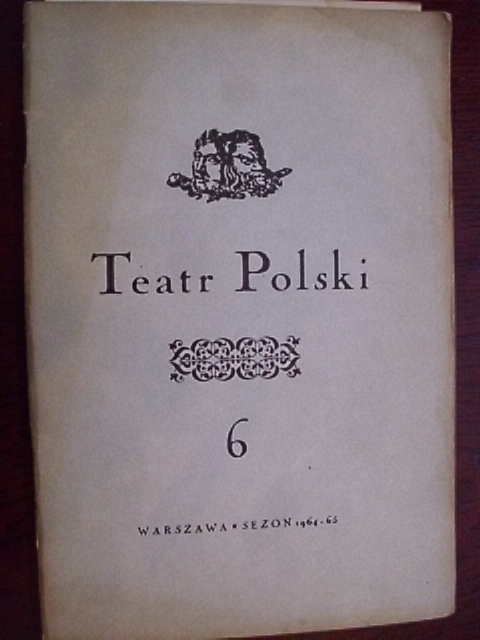 Teatr Polski
6
WARSZAWA • SEZON 1964-65